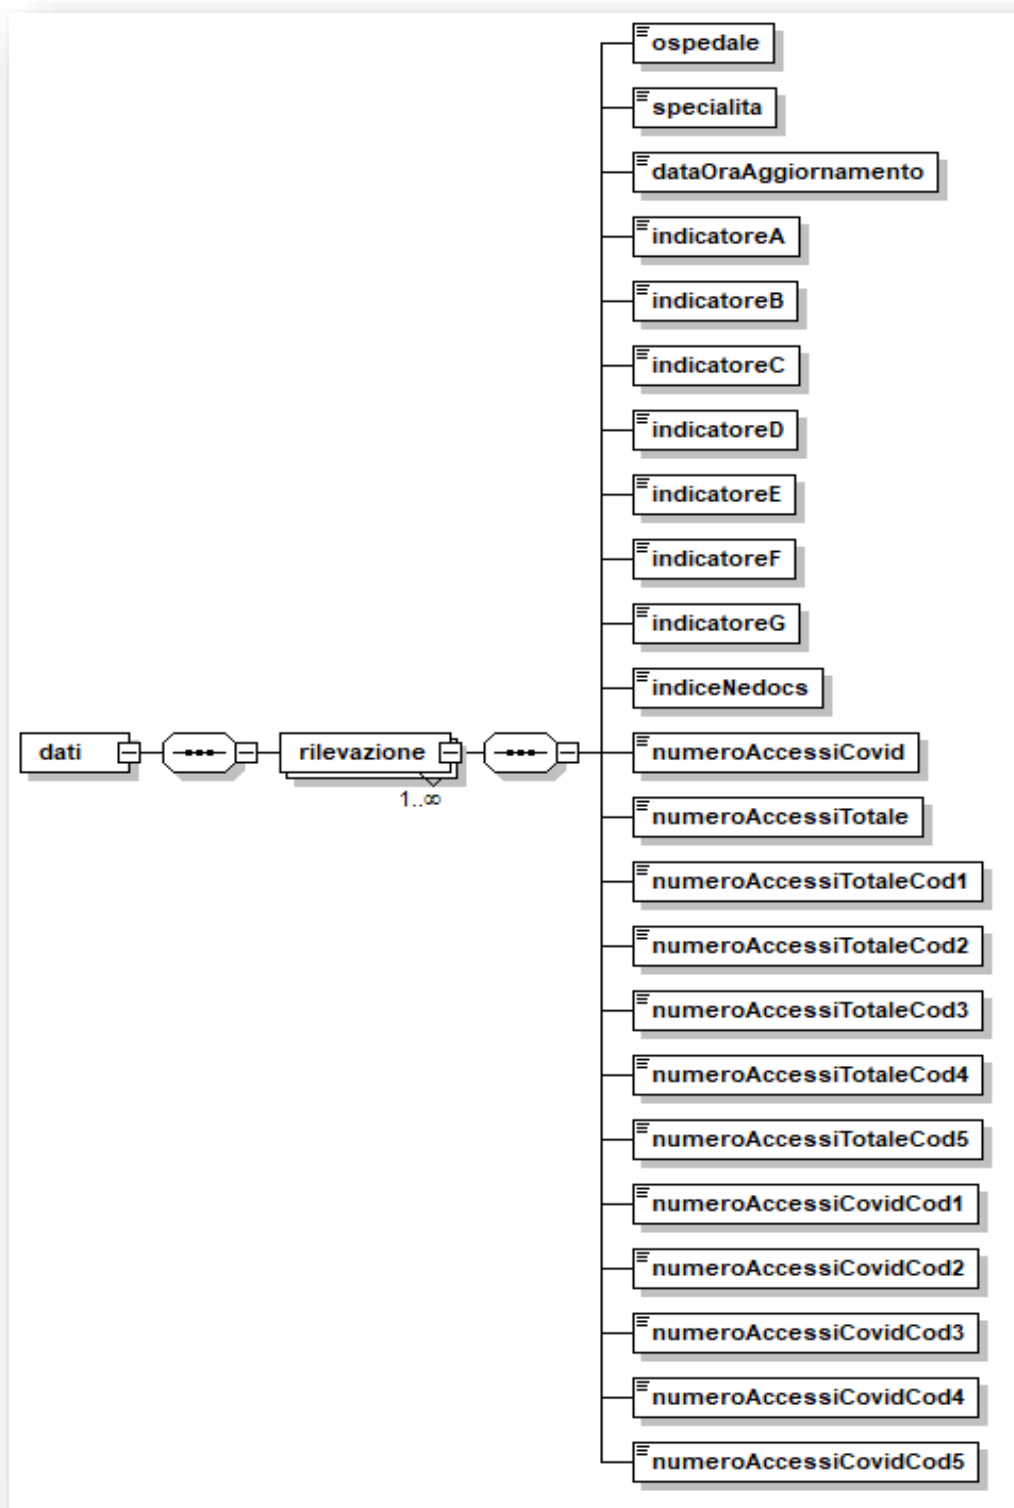 ospedale
specialita
dataOraAggiornamento
indicatoreA
indicatoreB
indicatoreC
indicatoreD
indicatoreE
indicatoreF
indicatoreG
indiceNedocs
dati
rilevazione
1..∞
numeroAccessiCovid
numeroAccessiTotale
numeroAccessiTotaleCod1
numeroAccessiTotaleCod2
numeroAccessiTotaleCod3
numeroAccessiTotaleCod4
numeroAccessiTotaleCod5
numeroAccessiCovidCod1
numeroAccessiCovidCod2
numeroAccessiCovidCod3
numeroAccessiCovidCod4
numeroAccessiCovidCod5